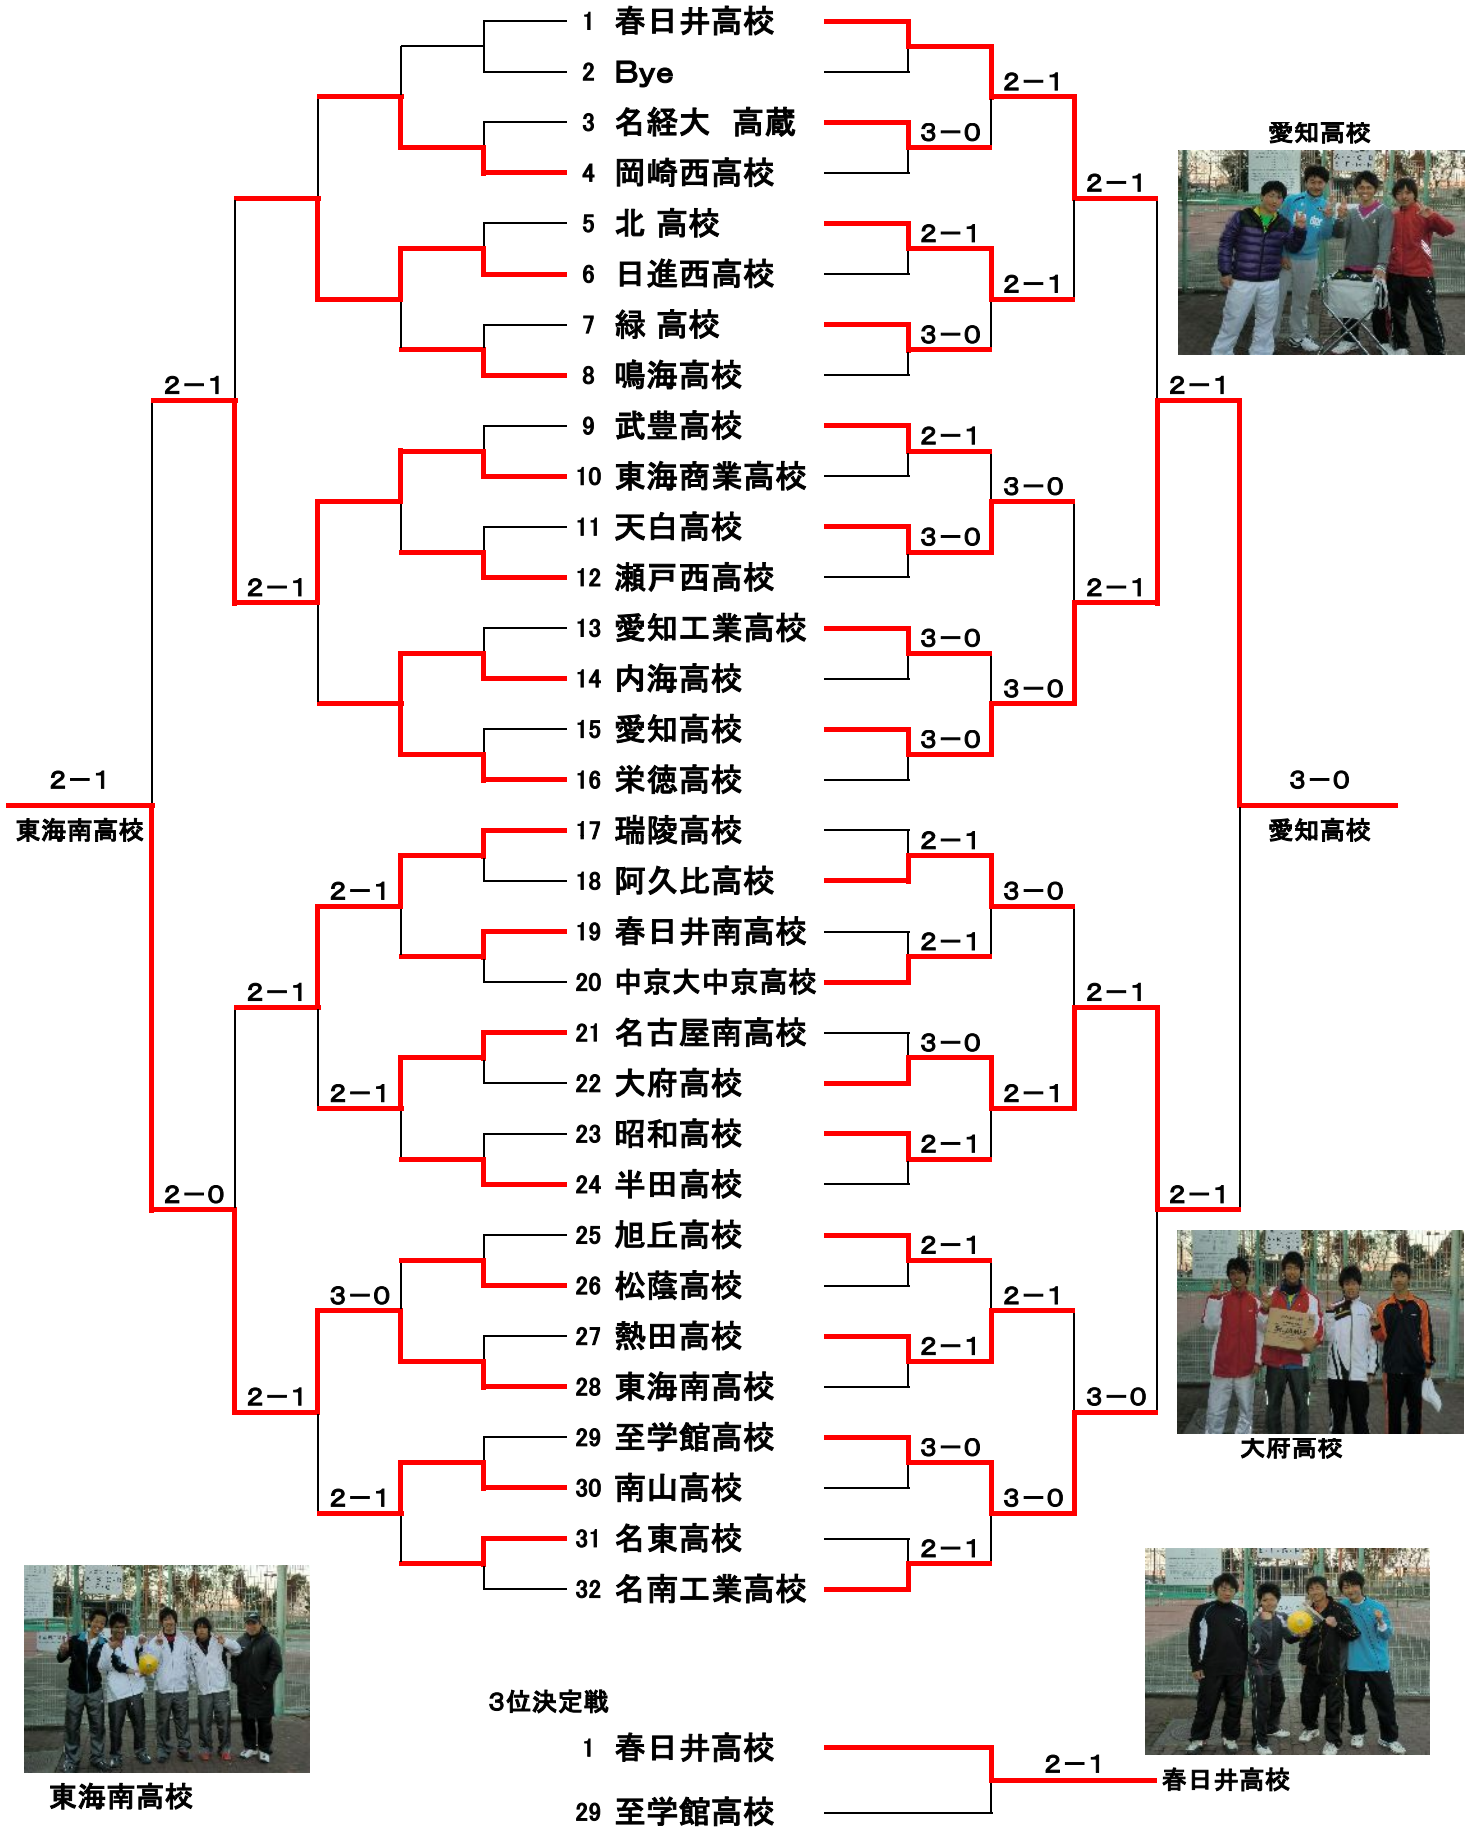 1 春日井高校
2 Bye
2－1
3 名経大　高蔵
3－0
愛知高校
4 岡崎西高校
2－1
5 北 高校
2－1
6 日進西高校
2－1
7 緑 高校
3－0
8 鳴海高校
2－1
2－1
9 武豊高校
2－1
10 東海商業高校
3－0
11 天白高校
3－0
12 瀬戸西高校
2－1
2－1
13 愛知工業高校
3－0
14 内海高校
3－0
15 愛知高校
3－0
16 栄徳高校
2－1
3－0
東海南高校
17 瑞陵高校
2－1
愛知高校
18 阿久比高校
2－1
3－0
19 春日井南高校
2－1
20 中京大中京高校
2－1
2－1
21 名古屋南高校
3－0
22 大府高校
2－1
2－1
23 昭和高校
2－1
24 半田高校
2－0
2－1
25 旭丘高校
2－1
26 松蔭高校
3－0
2－1
27 熱田高校
2－1
28 東海南高校
2－1
3－0
29 至学館高校
3－0
大府高校
30 南山高校
2－1
3－0
31 名東高校
2－1
32 名南工業高校
3位決定戦
1 春日井高校
2－1
春日井高校
東海南高校
29 至学館高校